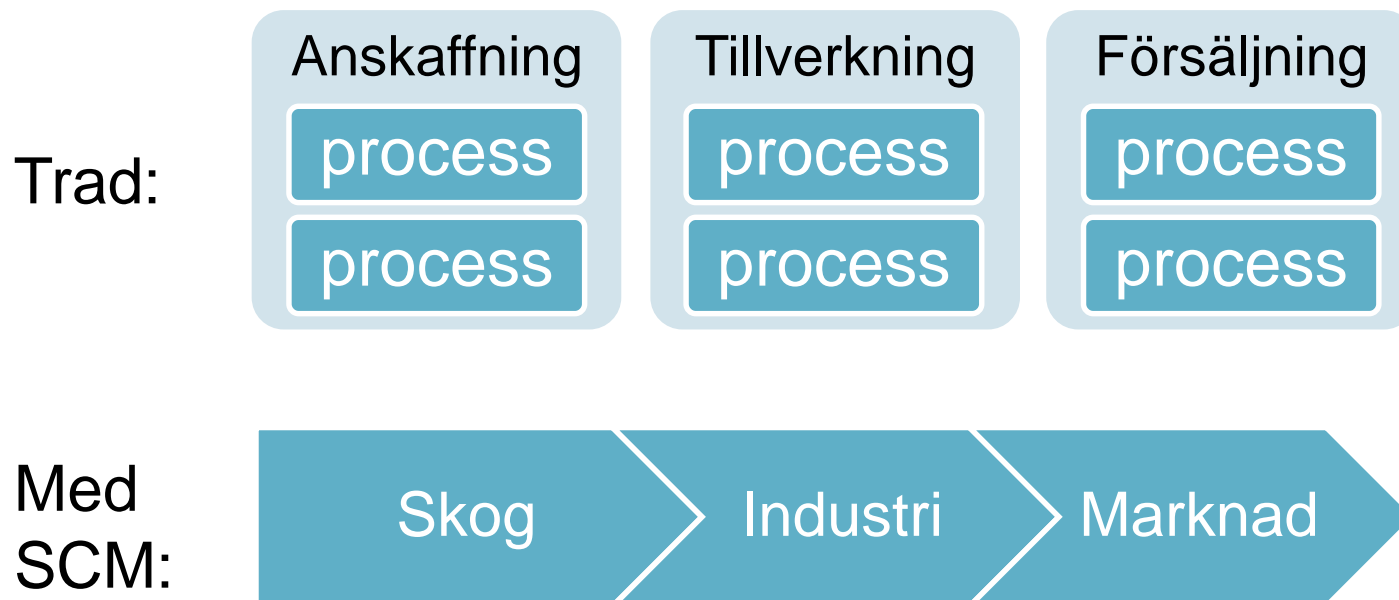 Anskaffning
Tillverkning
Försäljning
Trad:
process
process
process
process
process
process
Med
SCM:
Skog
Industri
Marknad